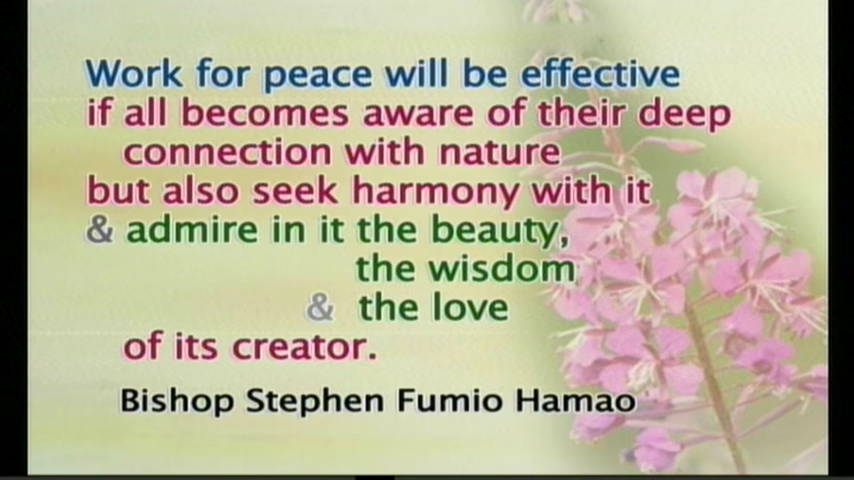 Work for peace will be effective
if all becomes aware of their deep
connection with nature
but also seek harmony with it
& admire in it the beauty,
the wisdom
& the love
of its creator.
Bishop Stephen Fumio Hamao